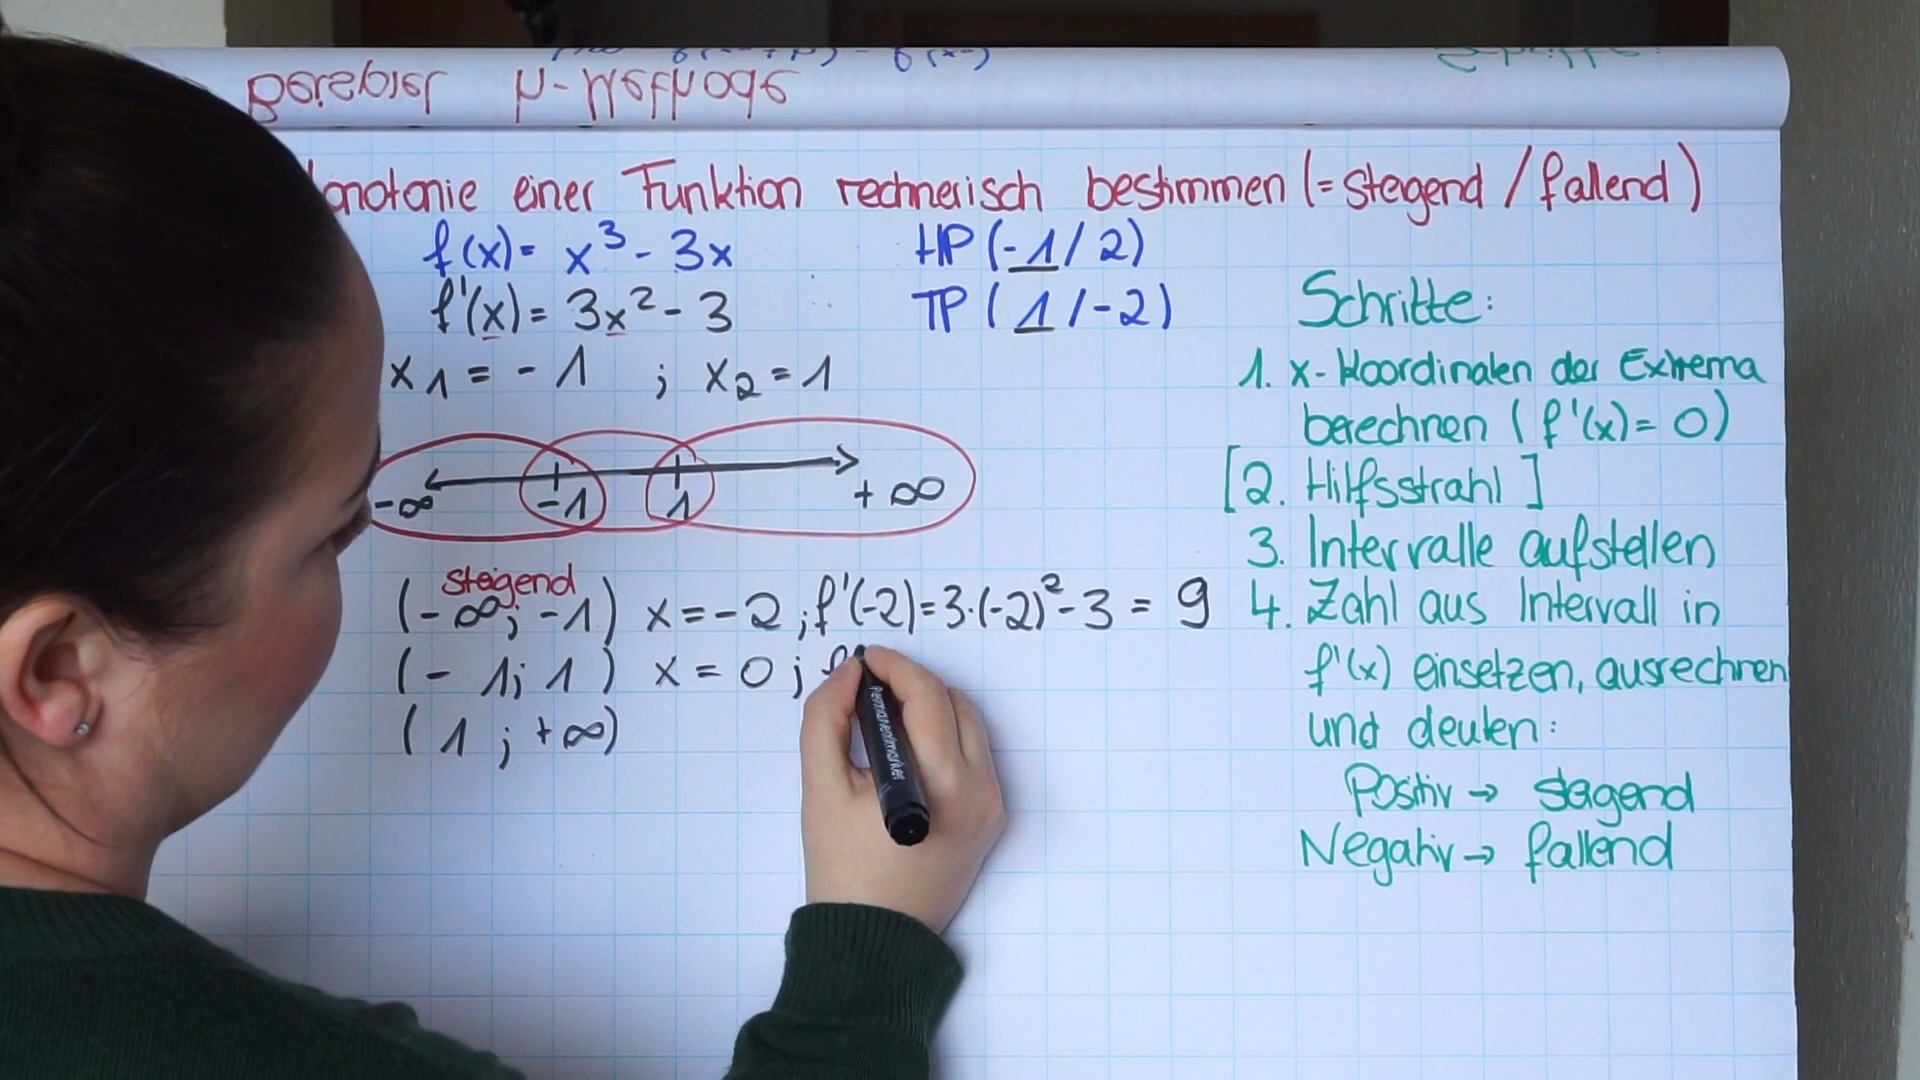 Beispiel h-Methode
onotonie einer Funktion rechnerisch bestimmen (= steigend / fallend)
f(x) = x³ - 3x
f'(x) = 3x² - 3
x₁ = - 1 ; x₂ = 1
HP (-1 / 2)
TP ( 1 / -2)
-∞ -1 1 + ∞
steigend
(- ∞; -1) x = -2 ; f'(-2) = 3·(-2)² - 3 = 9
(- 1; 1 ) x = 0 ; f'
( 1 ; +∞)
Schritte:
1. x-Koordinaten der Extrema
berechnen ( f'(x) = 0 )
[2. Hilfsstrahl ]
3. Intervalle aufstellen
4. Zahl aus Intervall in
f'(x) einsetzen, ausrechnen
und deuten:
Positiv → steigend
Negativ → fallend